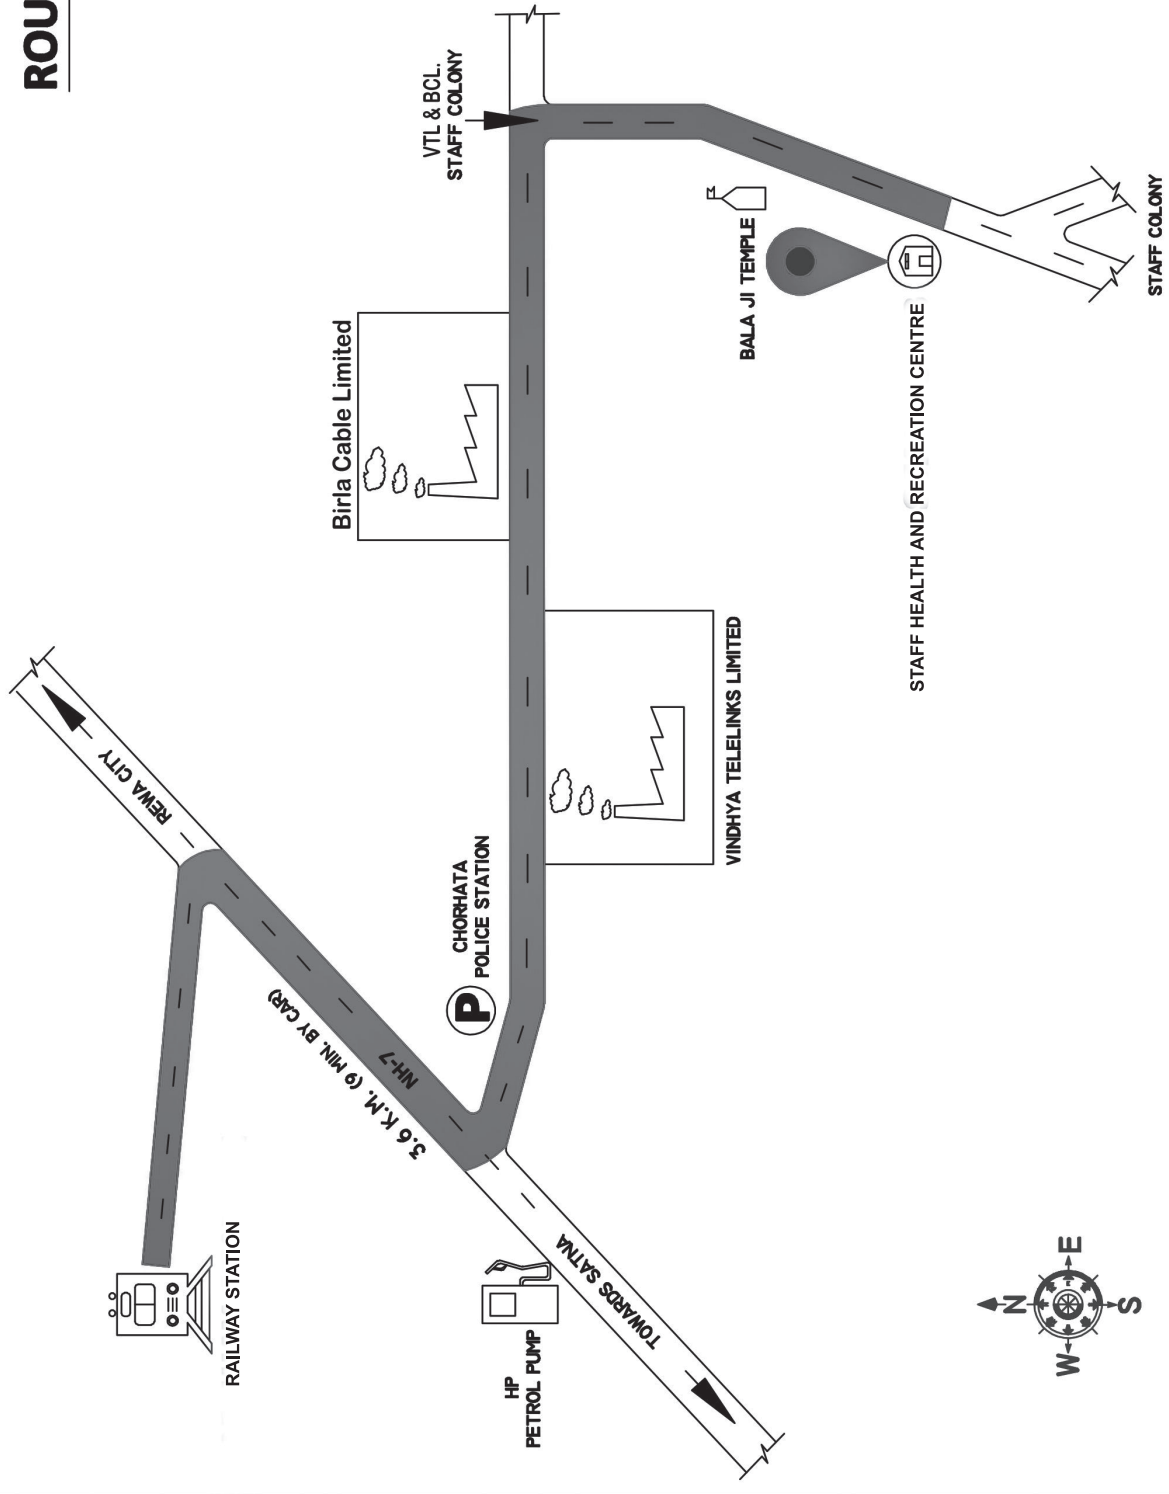 ROU
VTL & BCL.
STAFF COLONY
Birla Cable Limited
BALA JI TEMPLE
STAFF HEALTH AND RECREATION CENTRE
STAFF COLONY
REWA CITY
VINDHYA TELELINKS LIMITED
CHORHATA
POLICE STATION
P
NH-7
3.6 K.M. (9 MIN. BY CAR)
RAILWAY STATION
HP
PETROL PUMP
TOWARDS SATNA
N
E
S
W